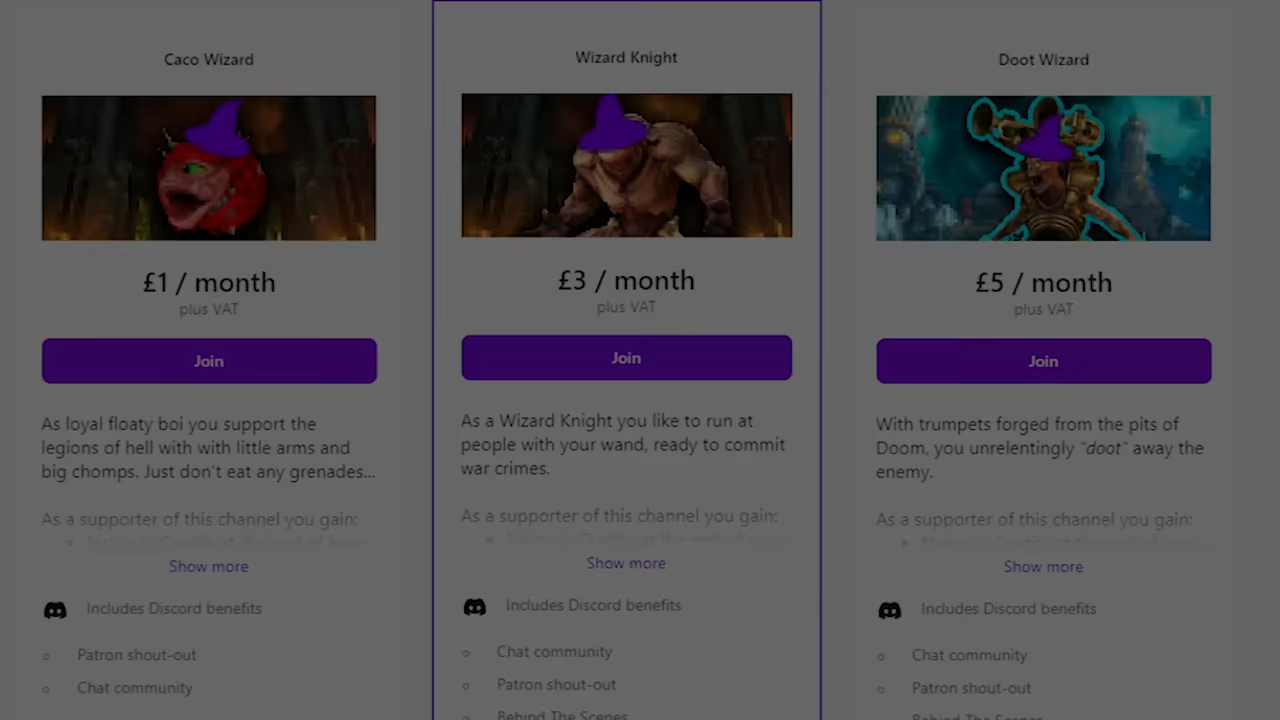 Caco Wizard
£1 / month
plus VAT
Join
As loyal floaty boi you support the
legions of hell with with little arms and
big chomps. Just don't eat any grenades...
As a supporter of this channel you gain:
Show more
Includes Discord benefits
Patron shout-out
Chat community
Wizard Knight
£3 / month
plus VAT
Join
As a Wizard Knight you like to run at
people with your wand, ready to commit
war crimes.
As a supporter of this channel you gain:
Show more
Includes Discord benefits
Chat community
Patron shout-out
Behind The Scenes
Doot Wizard
£5 / month
plus VAT
Join
With trumpets forged from the pits of
Doom, you unrelentingly "doot" away the
enemy.
As a supporter of this channel you gain:
Show more
Includes Discord benefits
Chat community
Patron shout-out
Behind The Scenes